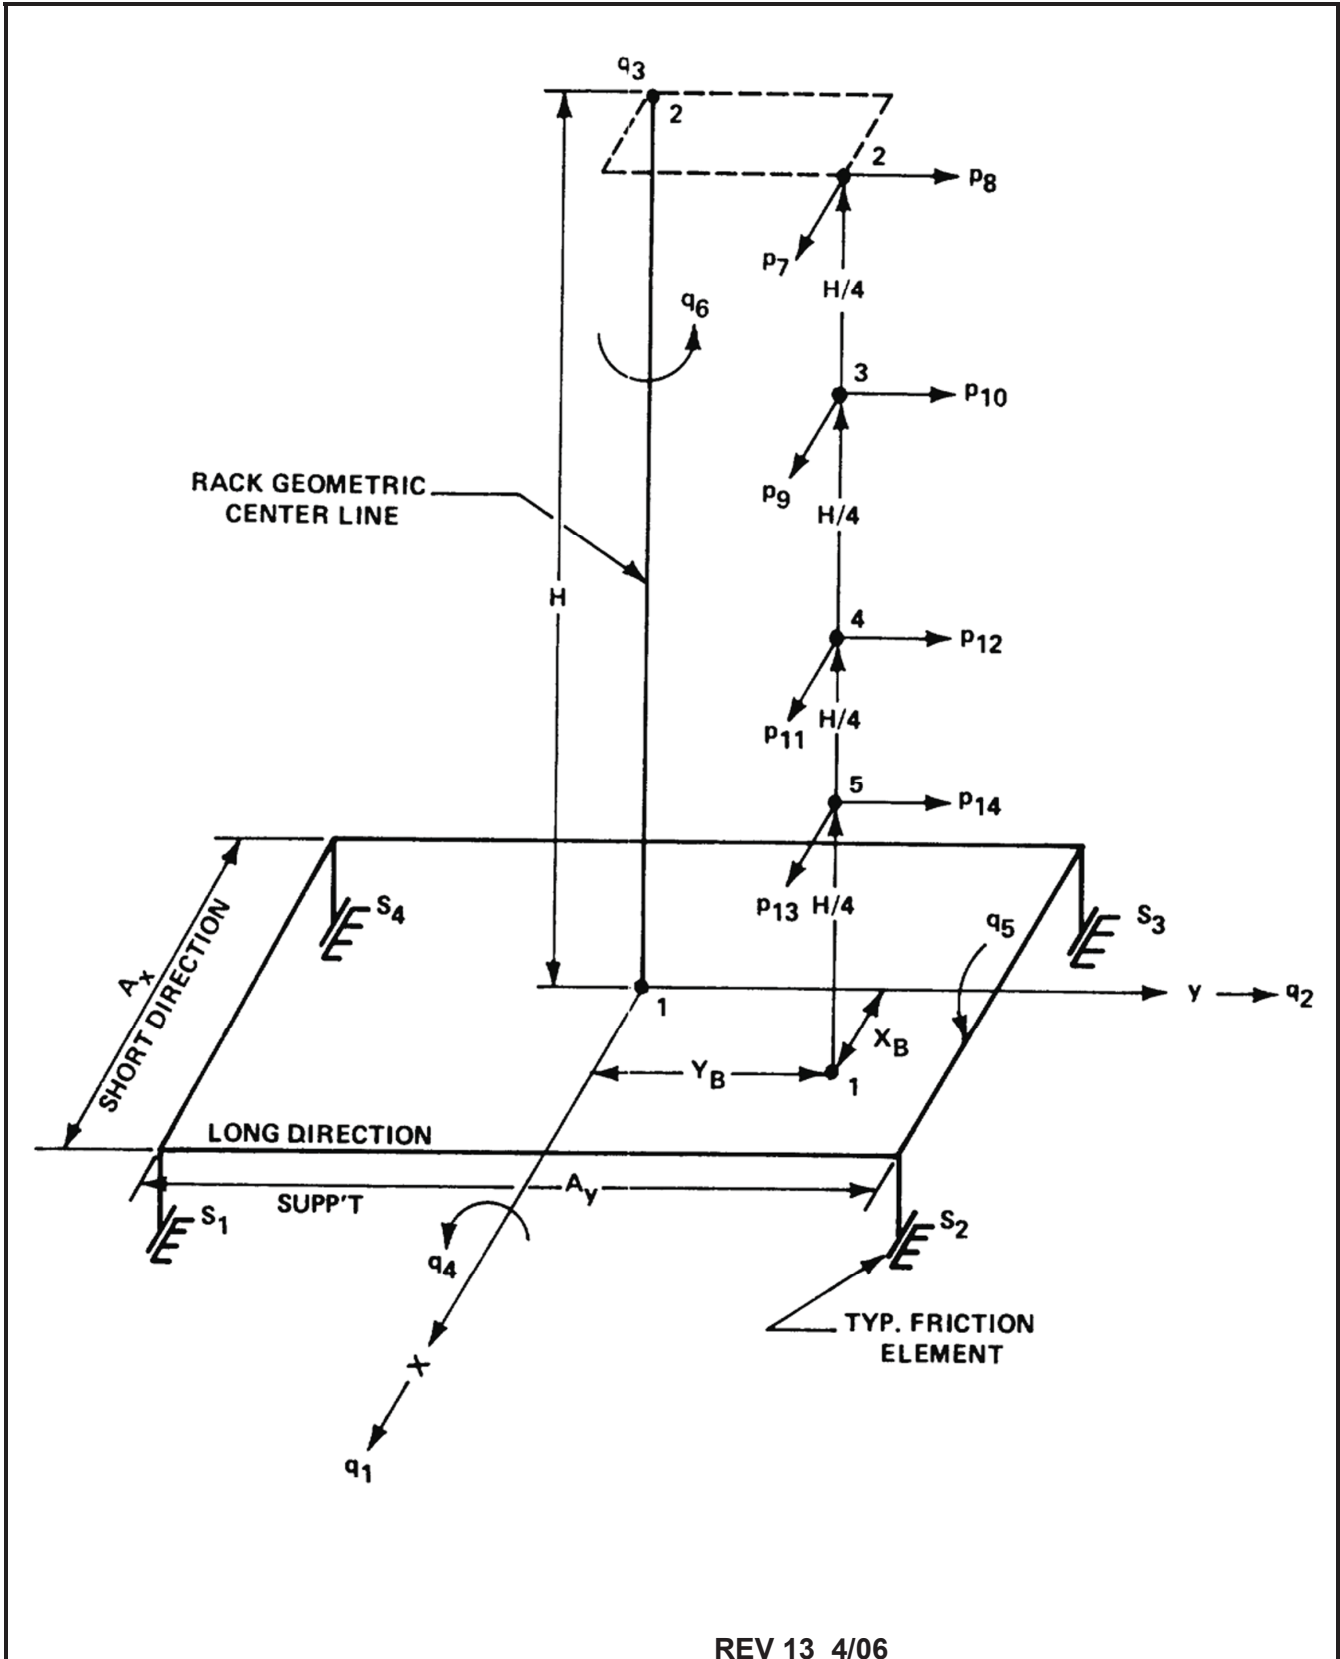 q3
2
2
p8
p7
H/4
q6
3
p10
p9
RACK GEOMETRIC
CENTER LINE
H/4
H
4
p12
p11
H/4
5
p14
p13
H/4
S4
S3
q5
Ax
SHORT DIRECTION
1
y
q2
XB
YB
1
LONG DIRECTION
Ay
SUPP'T
S1
S2
q4
TYP. FRICTION
ELEMENT
X
q1
REV 13 4/06